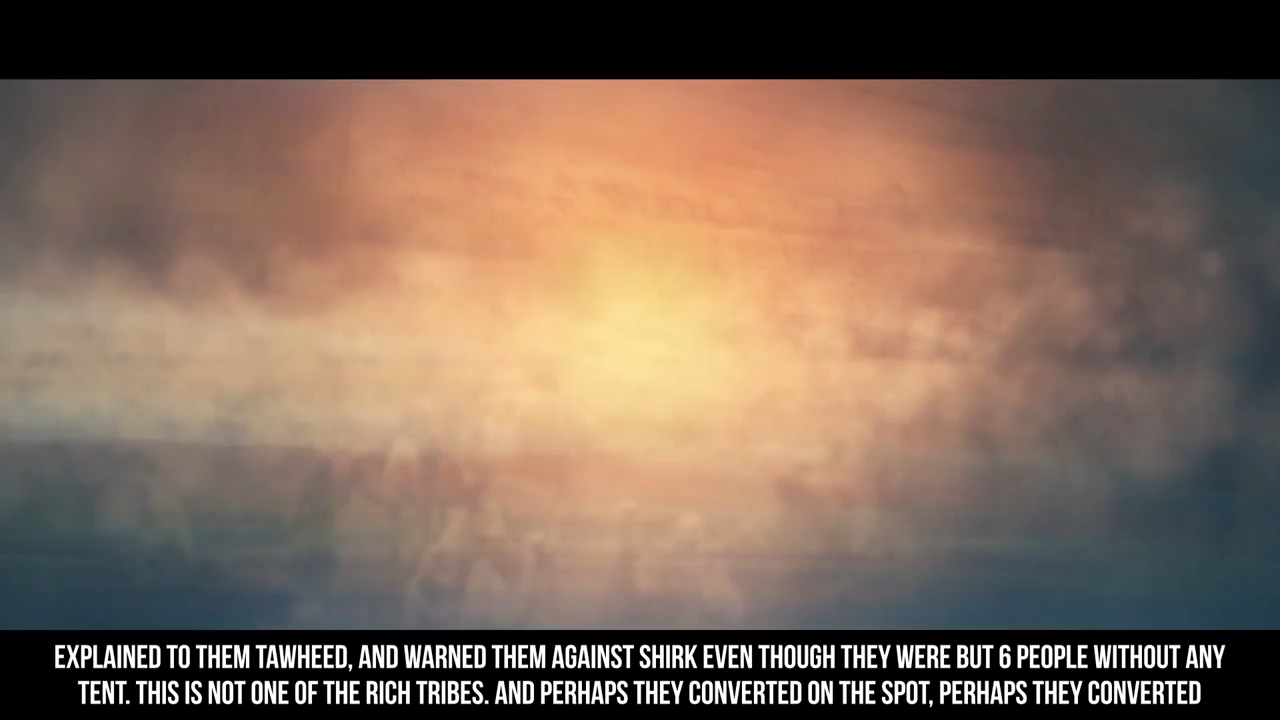 EXPLAINED TO THEM TAWHEED, AND WARNED THEM AGAINST SHIRK EVEN THOUGH THEY WERE BUT 6 PEOPLE WITHOUT ANY
TENT. THIS IS NOT ONE OF THE RICH TRIBES. AND PERHAPS THEY CONVERTED ON THE SPOT, PERHAPS THEY CONVERTED